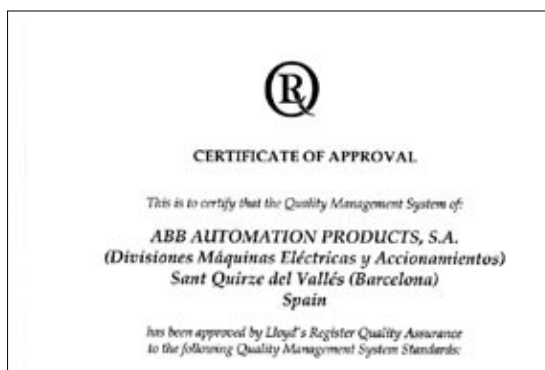 R
CERTIFICATE OF APPROVAL
This is to certify that the Quality Management System of:
ABB AUTOMATION PRODUCTS, S.A.
(Divisiones Máquinas Eléctricas y Accionamientos)
Sant Quirze del Vallés (Barcelona)
Spain
has been approved by Lloyd's Register Quality Assurance
to the following Quality Management System Standards: